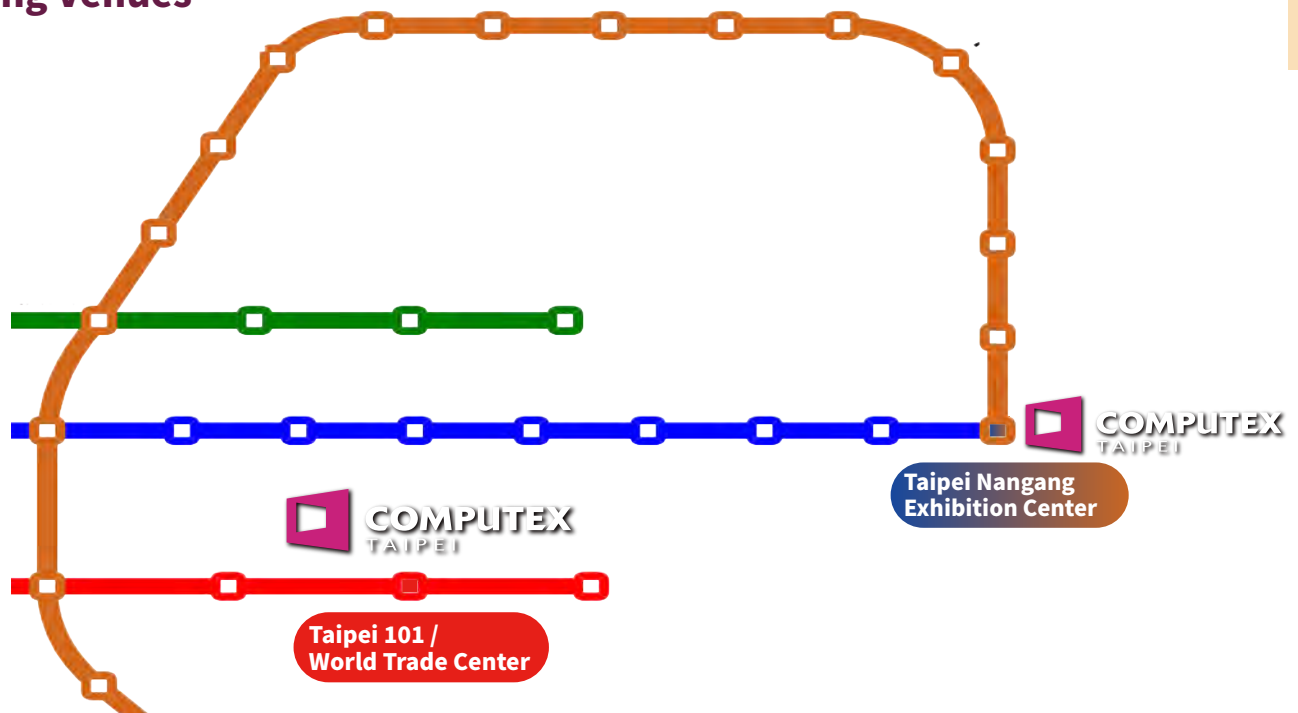 ng Venues
COMPUTEX
TAIPEI
Taipei Nangang
Exhibition Center
COMPUTEX
TAIPEI
Taipei 101 /
World Trade Center